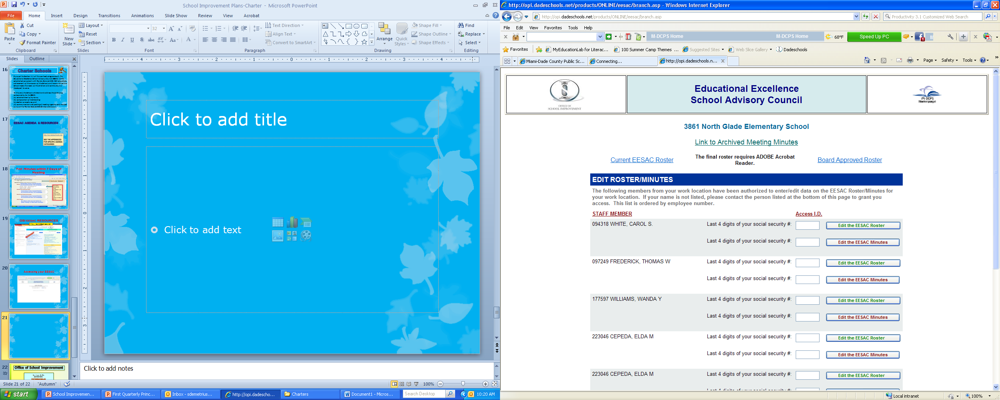 School Improvement Plans-Charter - Microsoft PowerPoint
File Home Insert Design Transitions Animations Slide Show Review View Acrobat
Paste
Cut
Copy
Format Painter
Clipboard
New Slide
Layout
Reset
Section
Slides
32
Font
Text Direction
Align Text
Convert to SmartArt
Paragraph
Arrange
Quick Styles
Shape Fill
Shape Outline
Shape Effects
Drawing
Find
Replace
Select
Editing
Slides Outline
16
Charter Schools
17
EESAC AGENDA & RESOURCES
SEE THE APPENDICES
FOR SPECIFIC AGENDA
CATEGORIES
18
Post Minutes within 7 Days of
Meeting
19
OSI EESAC RESOURCES
20
Accessing your EESAC
21
22
Office of School Improvement
Click to add title
Click to add text
Click to add notes
Slide 21 of 22 "Autumn" 100%
start
School Improvemen...
First Quarterly Princ...
Inbox - sdemetrius...
http://opi.dadescho...
Charters
Document1 - Micros...
Search Desktop
10:20 AM
http://opi.dadeschools.net/products/ONLINE/eesac/branch.asp - Windows Internet Explorer
http://opi.dadeschools.net/products/ONLINE/eesac/branch.asp
Productivity 3.1 Customized Web Search
File Edit View Favorites Tools Help
M-DCPS Home M-DCPS Home 68°F Speed Up PC
Favorites MyEducationLab for Literac... 100 Summer Camp Themes ... Suggested Sites Web Slice Gallery Dadeschools
Miami-Dade County Public Sc... Connecting... http://opi.dadeschools.n... Page Safety Tools
OFFICE OF
SCHOOL IMPROVEMENT
Educational Excellence
School Advisory Council
M-DCPS
Homepage
3861 North Glade Elementary School
Link to Archived Meeting Minutes
Current EESAC Roster
The final roster requires ADOBE Acrobat
Reader.
Board Approved Roster
EDIT ROSTER/MINUTES
The following members from your work location have been authorized to enter/edit data on the EESAC Roster/Minutes for
your work location. If your name is not listed, please contact the person listed at the bottom of this page to grant you
access. This list is ordered by employee number.
STAFF MEMBER Access I.D.
094318 WHITE, CAROL S. Last 4 digits of your social security #: Edit the EESAC Roster
Last 4 digits of your social security #: Edit the EESAC Minutes
097249 FREDERICK, THOMAS W Last 4 digits of your social security #: Edit the EESAC Roster
Last 4 digits of your social security #: Edit the EESAC Minutes
177597 WILLIAMS, WANDA Y Last 4 digits of your social security #: Edit the EESAC Roster
Last 4 digits of your social security #: Edit the EESAC Minutes
223046 CEPEDA, ELDA M Last 4 digits of your social security #: Edit the EESAC Roster
Last 4 digits of your social security #: Edit the EESAC Minutes
223046 CEPEDA, ELDA M Last 4 digits of your social security #: Edit the EESAC Roster
Local intranet 100%